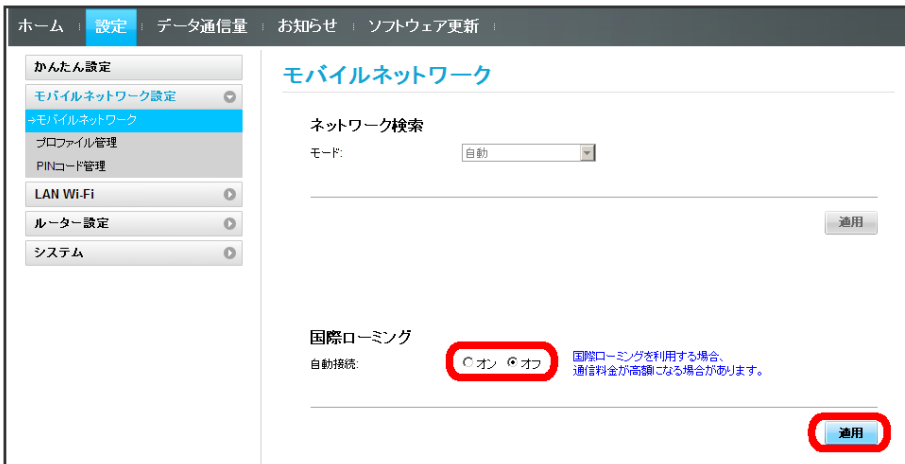 ホーム 設定 データ通信量 お知らせ ソフトウェア更新
かんたん設定
モバイルネットワーク設定
→モバイルネットワーク
プロファイル管理
PINコード管理
LAN Wi-Fi
ルーター設定
システム
モバイルネットワーク
ネットワーク検索
モード: 自動
適用
国際ローミング
自動接続: オン オフ
国際ローミングを利用する場合、
通信料金が高額になる場合があります。
適用